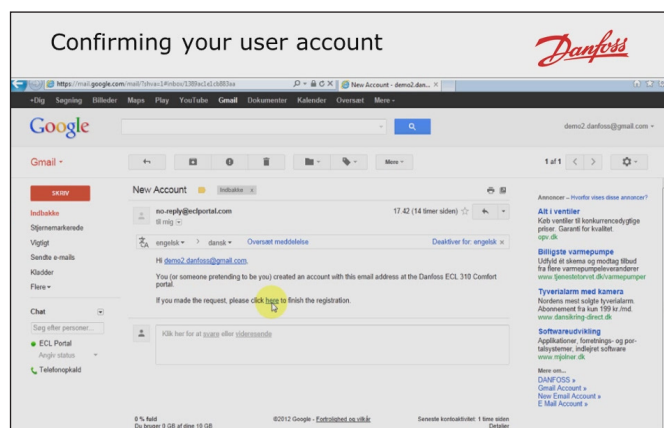 Confirming your user account
Danfoss
https://mail.google.com/mail/?shva=1#inbox/1389ac1e1cb883ea
New Account - demo2.dan...
+Dig Søgning Billeder Maps Play YouTube Gmail Dokumenter Kalender Oversæt Mere
Google
demo2.danfoss@gmail.com
Gmail
More
1 af 1
SKRIV
New Account
Indbakke x
Indbakke
Stjernemarkerede
Vigtigt
Sendte e-mails
Kladder
Flere
no-reply@eclportal.com
til mig
17.42 (14 timer siden)
engelsk > dansk Oversæt meddelelse
Deaktiver for: engelsk x
Hi demo2.danfoss@gmail.com,
You (or someone pretending to be you) created an account with this email address at the Danfoss ECL 310 Comfort
portal.
If you made the request, please click here to finish the registration.
Klik her for at svare eller videresende
Chat
Søg efter personer...
ECL Portal
Angiv status
Telefonopkald
Annoncer – Hvorfor vises disse annoncer?
Alt i ventiler
Køb ventiler til konkurrencedygtige
priser. Garanti for kvalitet.
opv.dk
Billigste varmepumpe
Udfyld ét skema og modtag tilbud
fra flere varmepumpeleverandører
www.tjenestetorvet.dk/varmepumper
Tyverialarm med kamera
Nordens mest solgte tyverialarm.
Abonnement fra kun 199 kr./md.
www.dansikring-direct.dk
Softwareudvikling
Applikationer, forretnings- og por-
talsystemer, indlejret software
www.mjolner.dk
Mere om...
DANFOSS »
Gmail Account »
New Email Account »
E Mail Account »
0 % fuld
Du bruger 0 GB af dine 10 GB
©2012 Google - Fortrolighed og vilkår
Seneste kontoaktivitet: 1 time siden
Detaljer